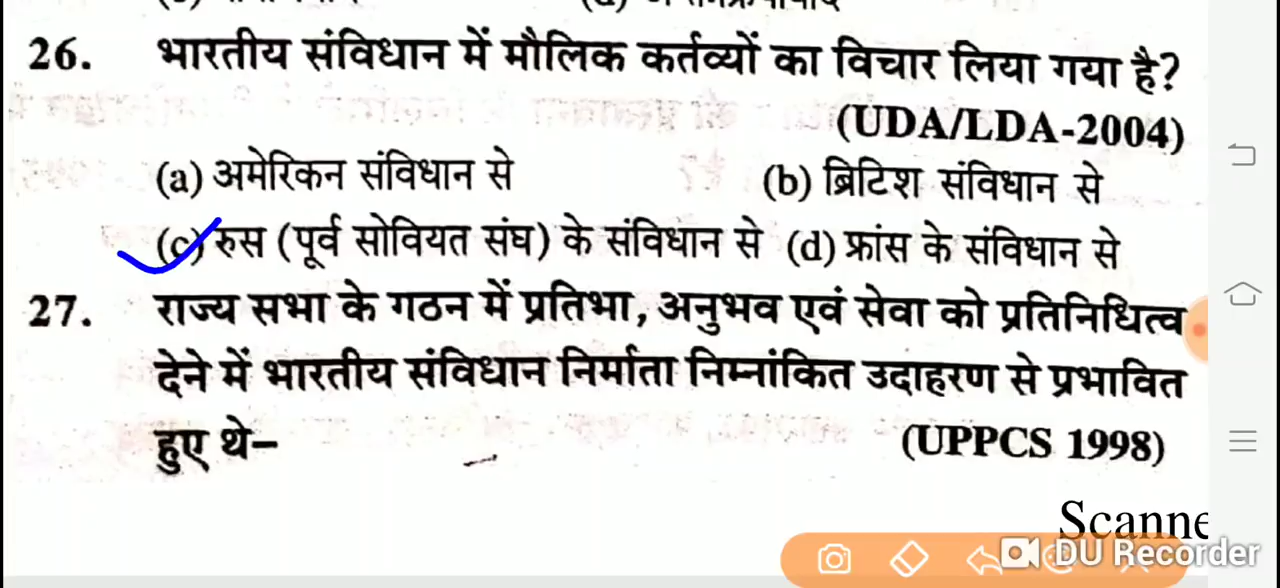 26. भारतीय संविधान में मौलिक कर्तव्यों का विचार लिया गया है?
(UDA/LDA-2004)
(a) अमेरिकन संविधान से (b) ब्रिटिश संविधान से
(c) रुस (पूर्व सोवियत संघ) के संविधान से (d) फ्रांस के संविधान से
27. राज्य सभा के गठन में प्रतिभा, अनुभव एवं सेवा को प्रतिनिधित्व
देने में भारतीय संविधान निर्माता निम्नांकित उदाहरण से प्रभावित
हुए थे–
(UPPCS 1998)
Scanne
DU Recorder